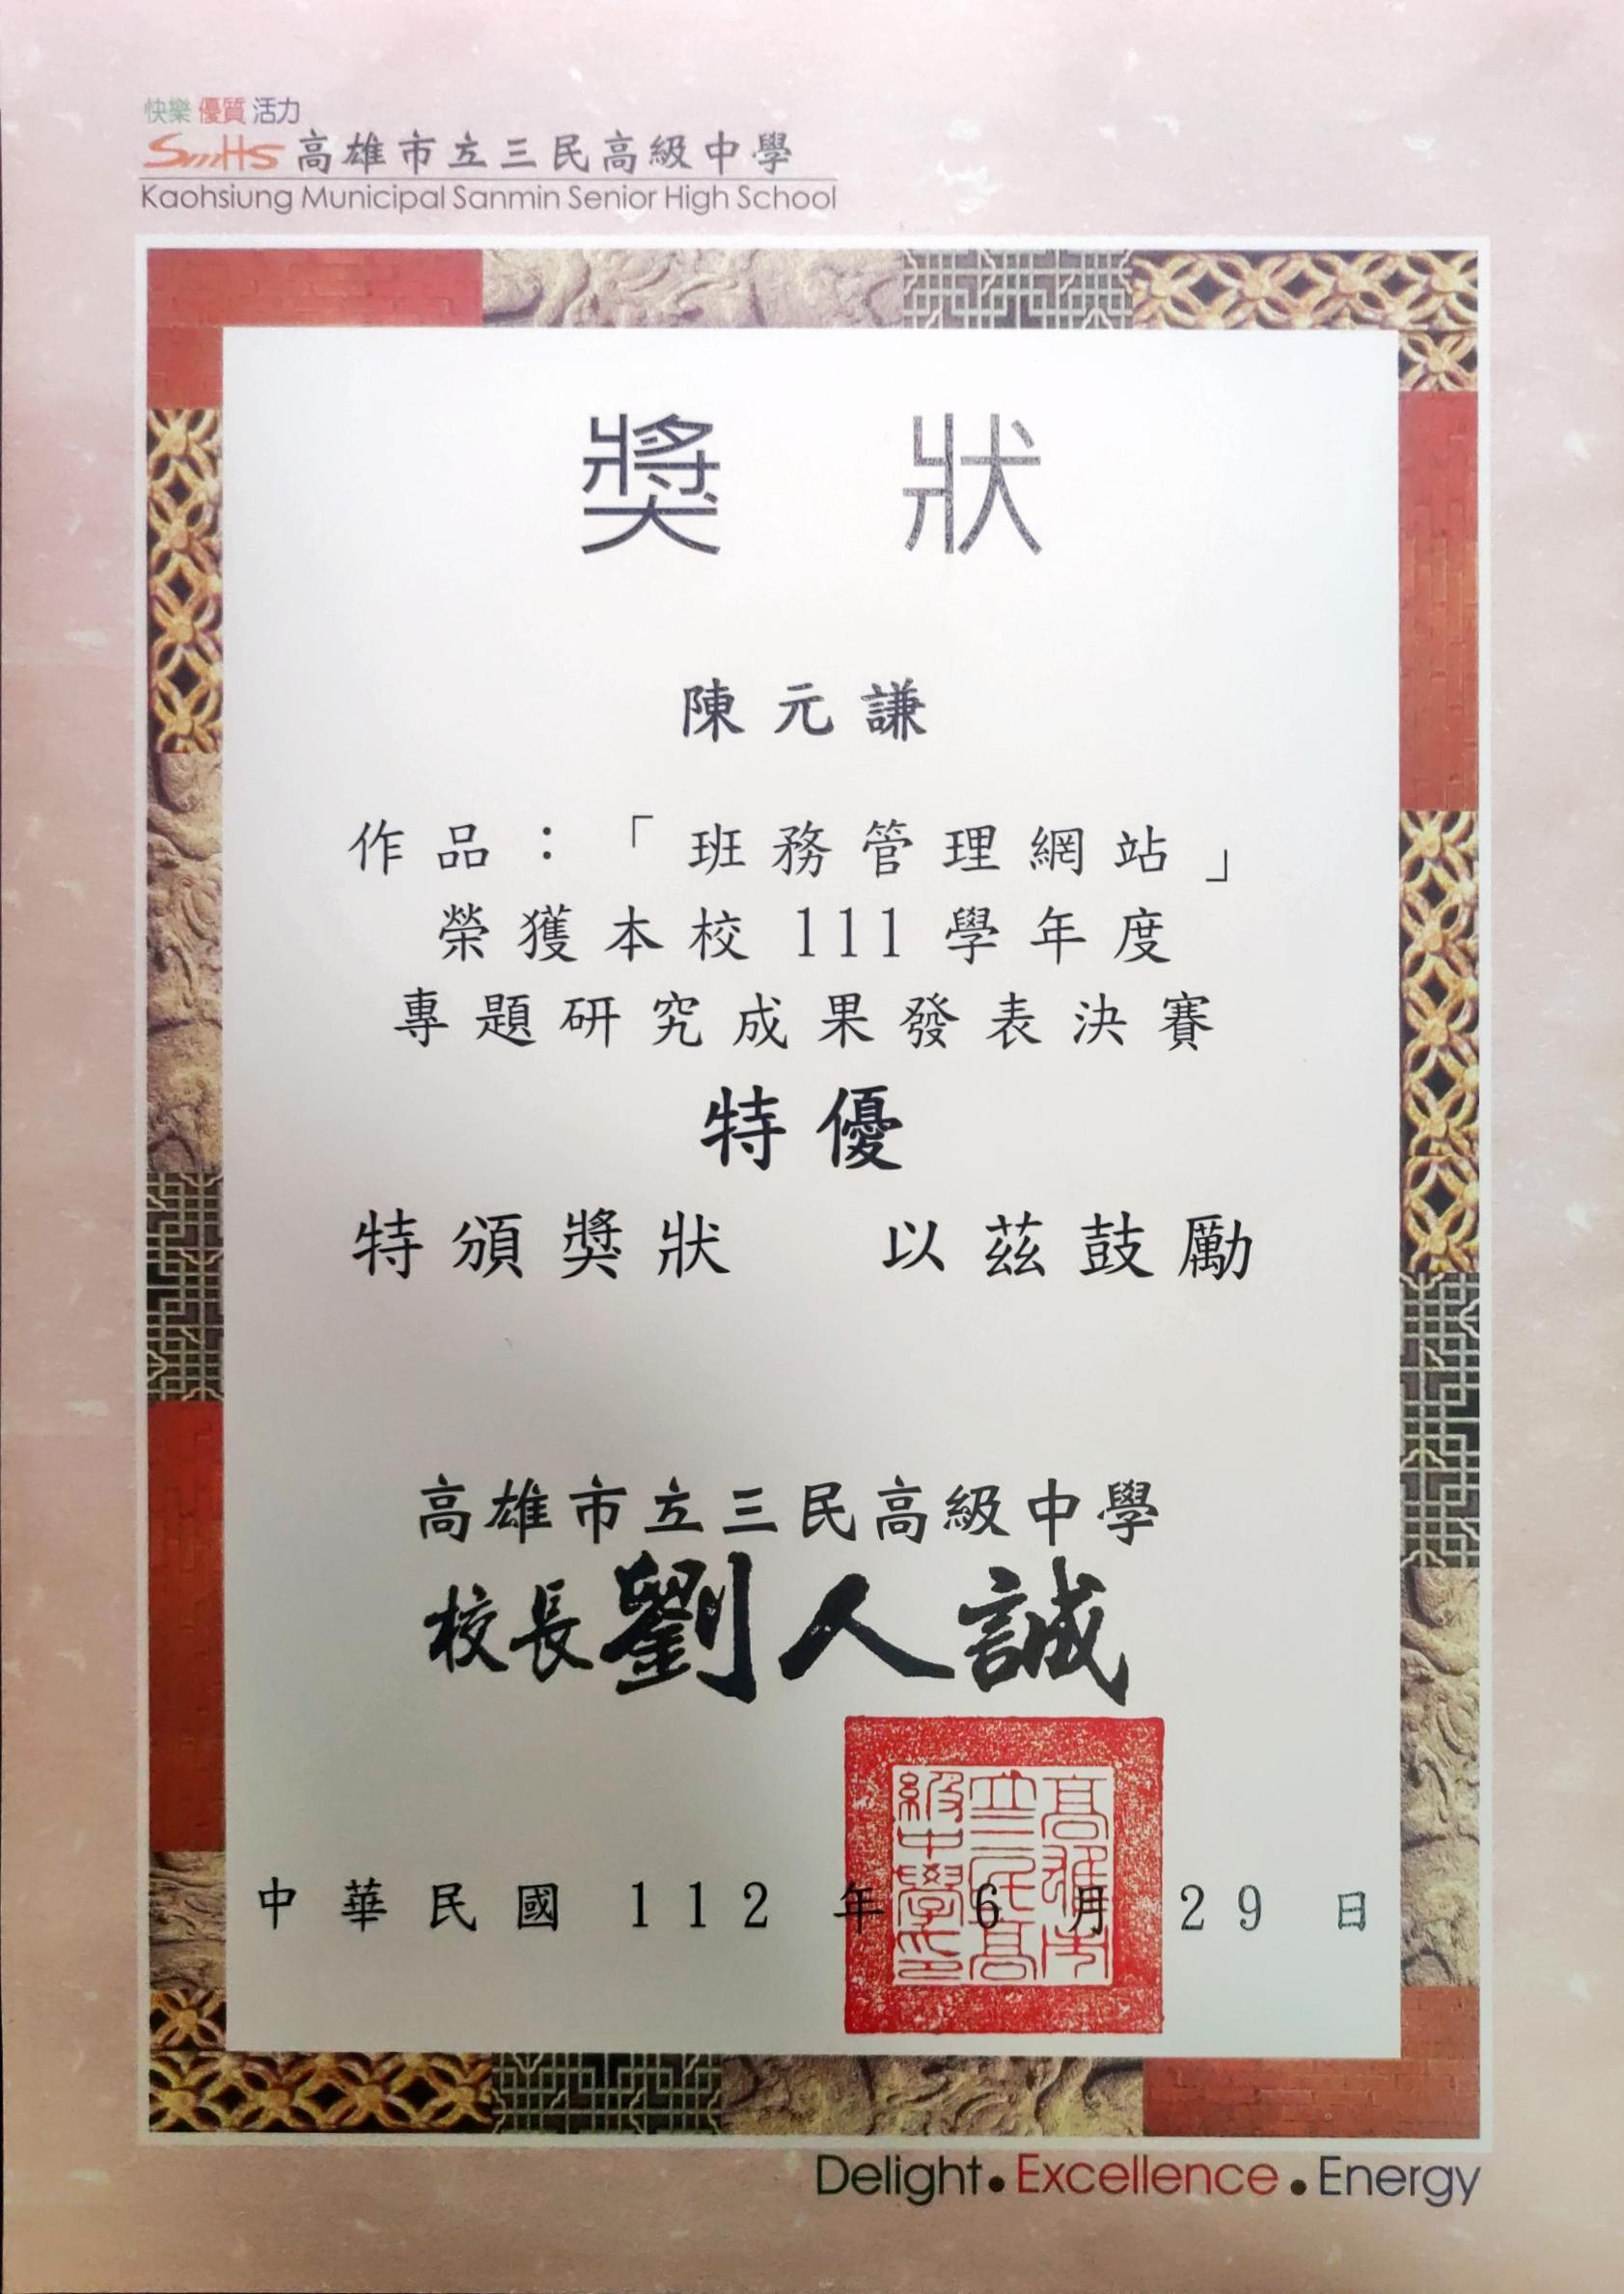 快樂 優質 活力
SmHS 高雄市立三民高級中學
Kaohsiung Municipal Sanmin Senior High School
獎 狀
陳元謙
作品：「班務管理網站」
榮獲本校 111 學年度
專題研究成果發表決賽
特優
特頒獎狀 以茲鼓勵
高雄市立三民高級中學
校長劉人誠
高雄市立三民高級中學印
中華民國 112 年 6 月 29 日
Delight • Excellence • Energy